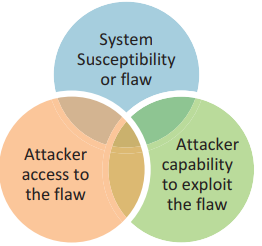 System
Susceptibility
or flaw
Attacker
access to
the flaw
Attacker
capability
to exploit
the flaw